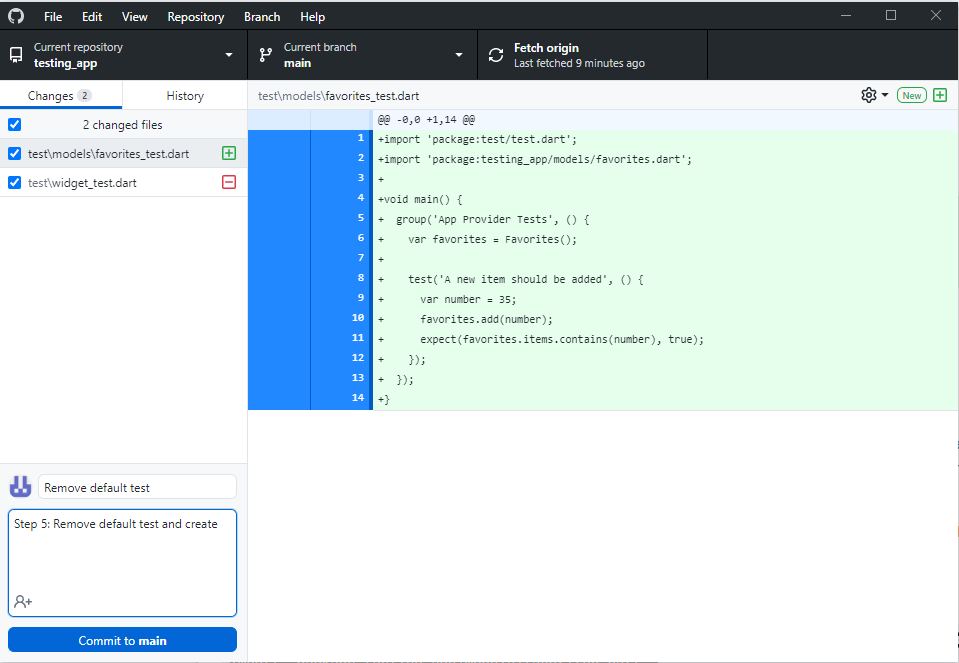 File Edit View Repository Branch Help
Current repository
testing_app
Current branch
main
Fetch origin
Last fetched 9 minutes ago
Changes 2 History
test\models\favorites_test.dart
New
2 changed files
test\models\favorites_test.dart
test\widget_test.dart
@@ -0,0 +1,14 @@
1 +import 'package:test/test.dart';
2 +import 'package:testing_app/models/favorites.dart';
3 +
4 +void main() {
5 +  group('App Provider Tests', () {
6 +    var favorites = Favorites();
7 +
8 +    test('A new item should be added', () {
9 +      var number = 35;
10 +      favorites.add(number);
11 +      expect(favorites.items.contains(number), true);
12 +    });
13 +  });
14 +}
Remove default test
Step 5: Remove default test and create
Commit to main